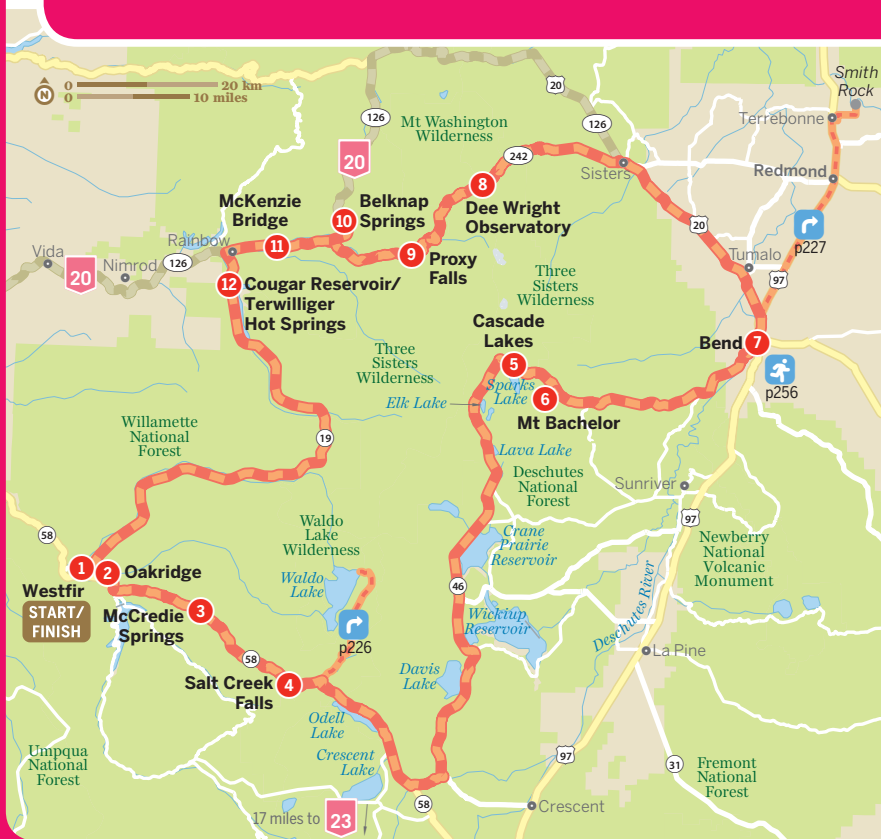 N
0 20 km
0 10 miles
20
126
126
Mt Washington
Wilderness
Smith
Rock
Terrebonne
Redmond
20
242
Sisters
McKenzie
Bridge
10
Belknap
Springs
8
Dee Wright
Observatory
Rainbow
11
9
Proxy
Falls
20
p227
Tumalo
97
Vida
20
Nimrod
126
12
Cougar Reservoir/
Terwilliger
Hot Springs
Three
Sisters
Wilderness
Cascade
Lakes
5
Bend
7
p256
Three
Sisters
Wilderness
Sparks
Lake
6
Mt Bachelor
Elk Lake
Willamette
National
Forest
19
Lava Lake
Deschutes
National
Forest
Sunriver
97
58
Waldo
Lake
Wilderness
Crane
Prairie
Reservoir
Newberry
National
Volcanic
Monument
1
2
Oakridge
Westfir
START/
FINISH
Waldo
Lake
46
McCredie
Springs
3
p226
Wickiup
Reservoir
Deschutes River
La Pine
58
Salt Creek
Falls
4
Davis
Lake
Odell
Lake
Crescent
Lake
Umpqua
National
Forest
97
31
Fremont
National
Forest
58
Crescent
17 miles to
23